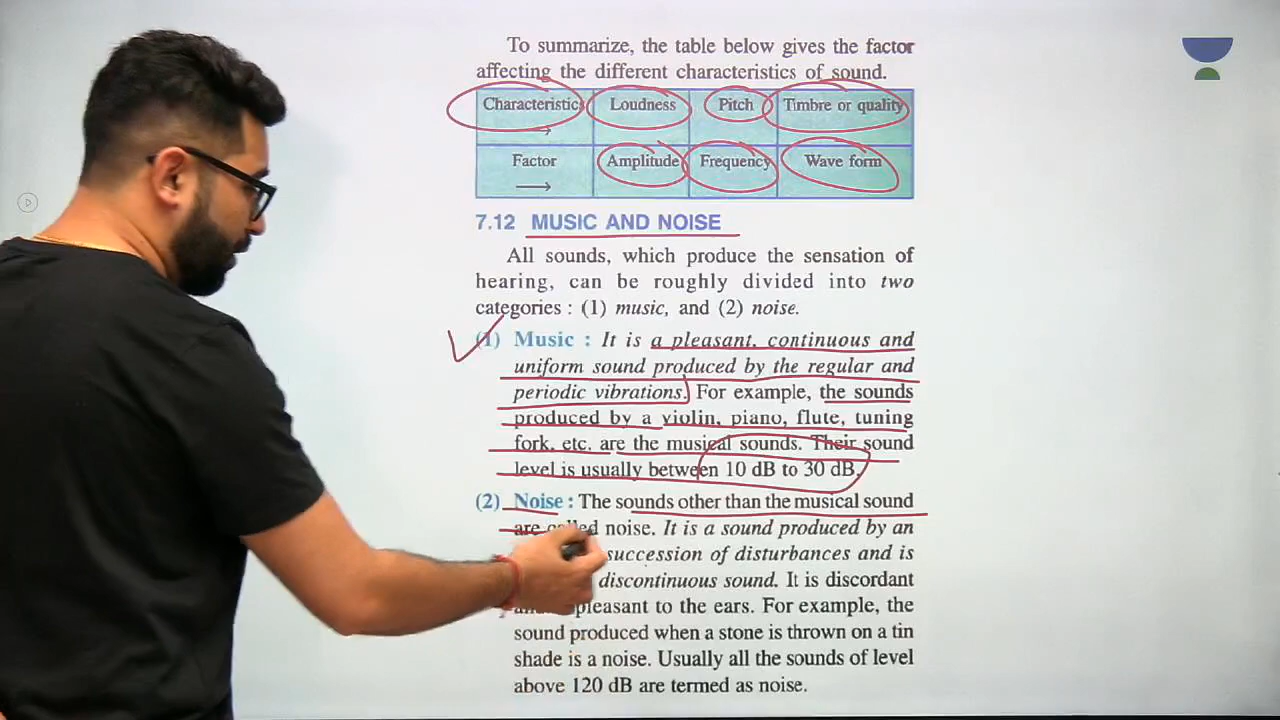 To summarize, the table below gives the factor
affecting the different characteristics of sound.
Characteristic Loudness Pitch Timbre or quality
Factor Amplitude Frequency Wave form
7.12 MUSIC AND NOISE
All sounds, which produce the sensation of
hearing, can be roughly divided into two
categories : (1) music, and (2) noise.
(1) Music : It is a pleasant, continuous and
uniform sound produced by the regular and
periodic vibrations. For example, the sounds
produced by a violin, piano, flute, tuning
fork, etc. are the musical sounds. Their sound
level is usually between 10 dB to 30 dB.
(2) Noise : The sounds other than the musical sound
are called noise. It is a sound produced by an
succession of disturbances and is
discontinuous sound. It is discordant
pleasant to the ears. For example, the
sound produced when a stone is thrown on a tin
shade is a noise. Usually all the sounds of level
above 120 dB are termed as noise.